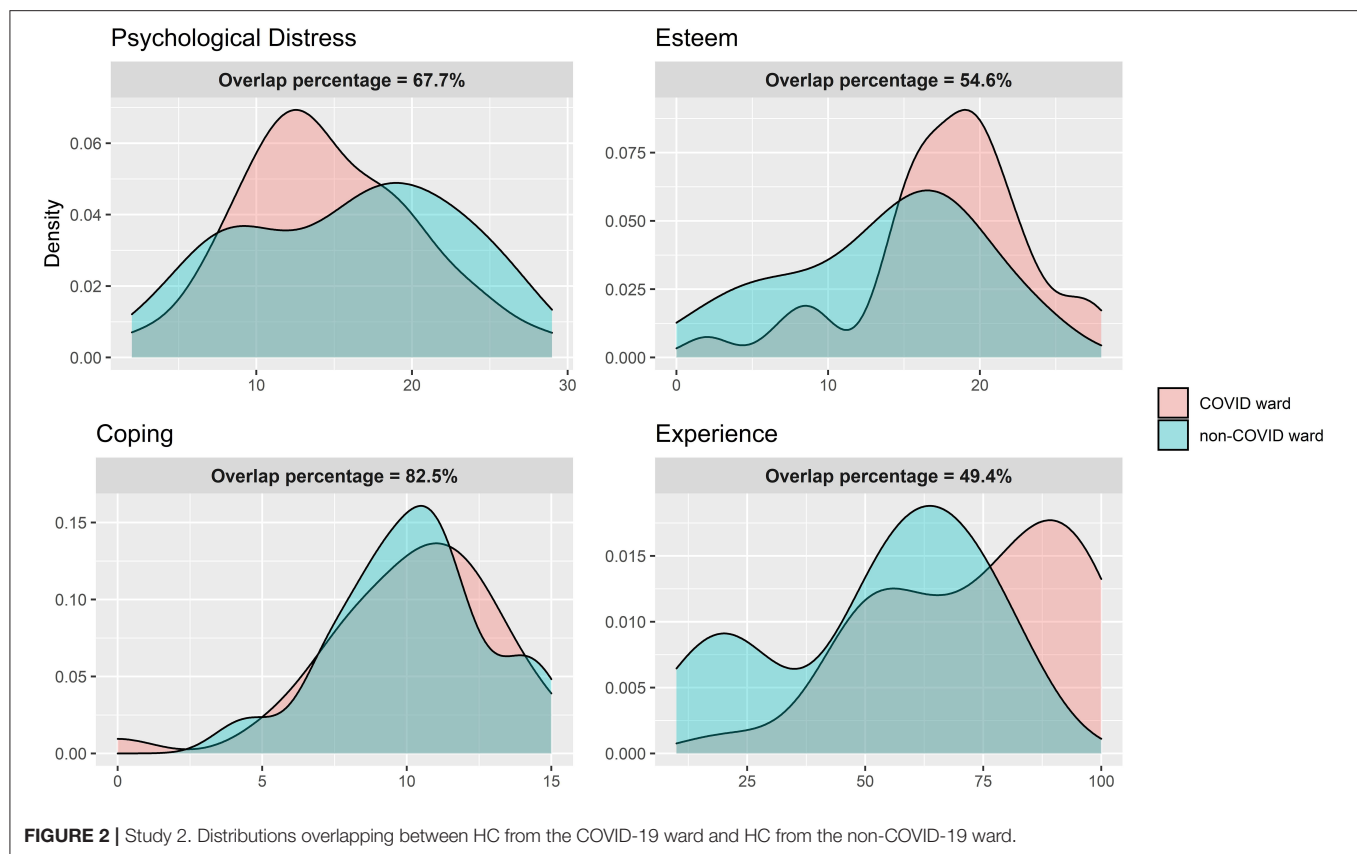 Psychological Distress
Overlap percentage = 67.7%
Density
0.06
0.04
0.02
0.00
10 20 30
Esteem
Overlap percentage = 54.6%
0.075
0.050
0.025
0.000
0 10 20
COVID ward
non-COVID ward
Coping
Overlap percentage = 82.5%
0.15
0.10
0.05
0.00
0 5 10 15
Experience
Overlap percentage = 49.4%
0.015
0.010
0.005
0.000
25 50 75 100
FIGURE 2 | Study 2. Distributions overlapping between HC from the COVID-19 ward and HC from the non-COVID-19 ward.